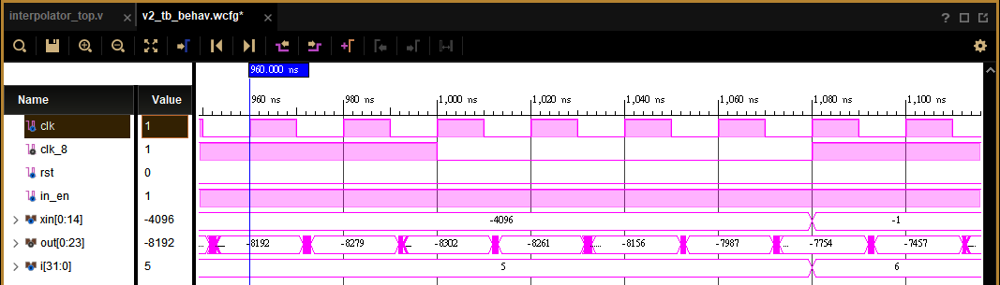 interpolator_top.v × v2_tb_behav.wcfg* ×
?
960.000 ns
Name Value
960 ns 980 ns 1,000 ns 1,020 ns 1,040 ns 1,060 ns 1,080 ns 1,100 ns
clk 1
clk_8 1
rst 0
in_en 1
xin[0:14] -4096 -4096 -1
out[0:23] -8192 ... -8192 -8279 ... -8302 -8261 -8156 -7987 -7754 -7457 ...
i[31:0] 5 5 6